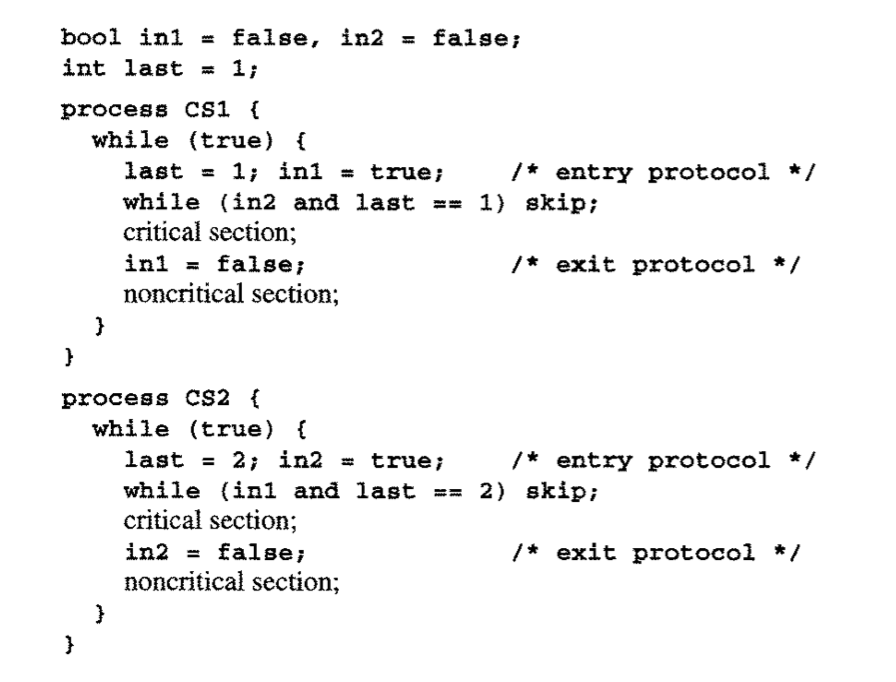 bool in1 = false, in2 = false;
int last = 1;
process CS1 {
while (true) {
last = 1; in1 = true; /* entry protocol */
while (in2 and last == 1) skip;
critical section;
in1 = false; /* exit protocol */
noncritical section;
}
}
process CS2 {
while (true) {
last = 2; in2 = true; /* entry protocol */
while (in1 and last == 2) skip;
critical section;
in2 = false; /* exit protocol */
noncritical section;
}
}